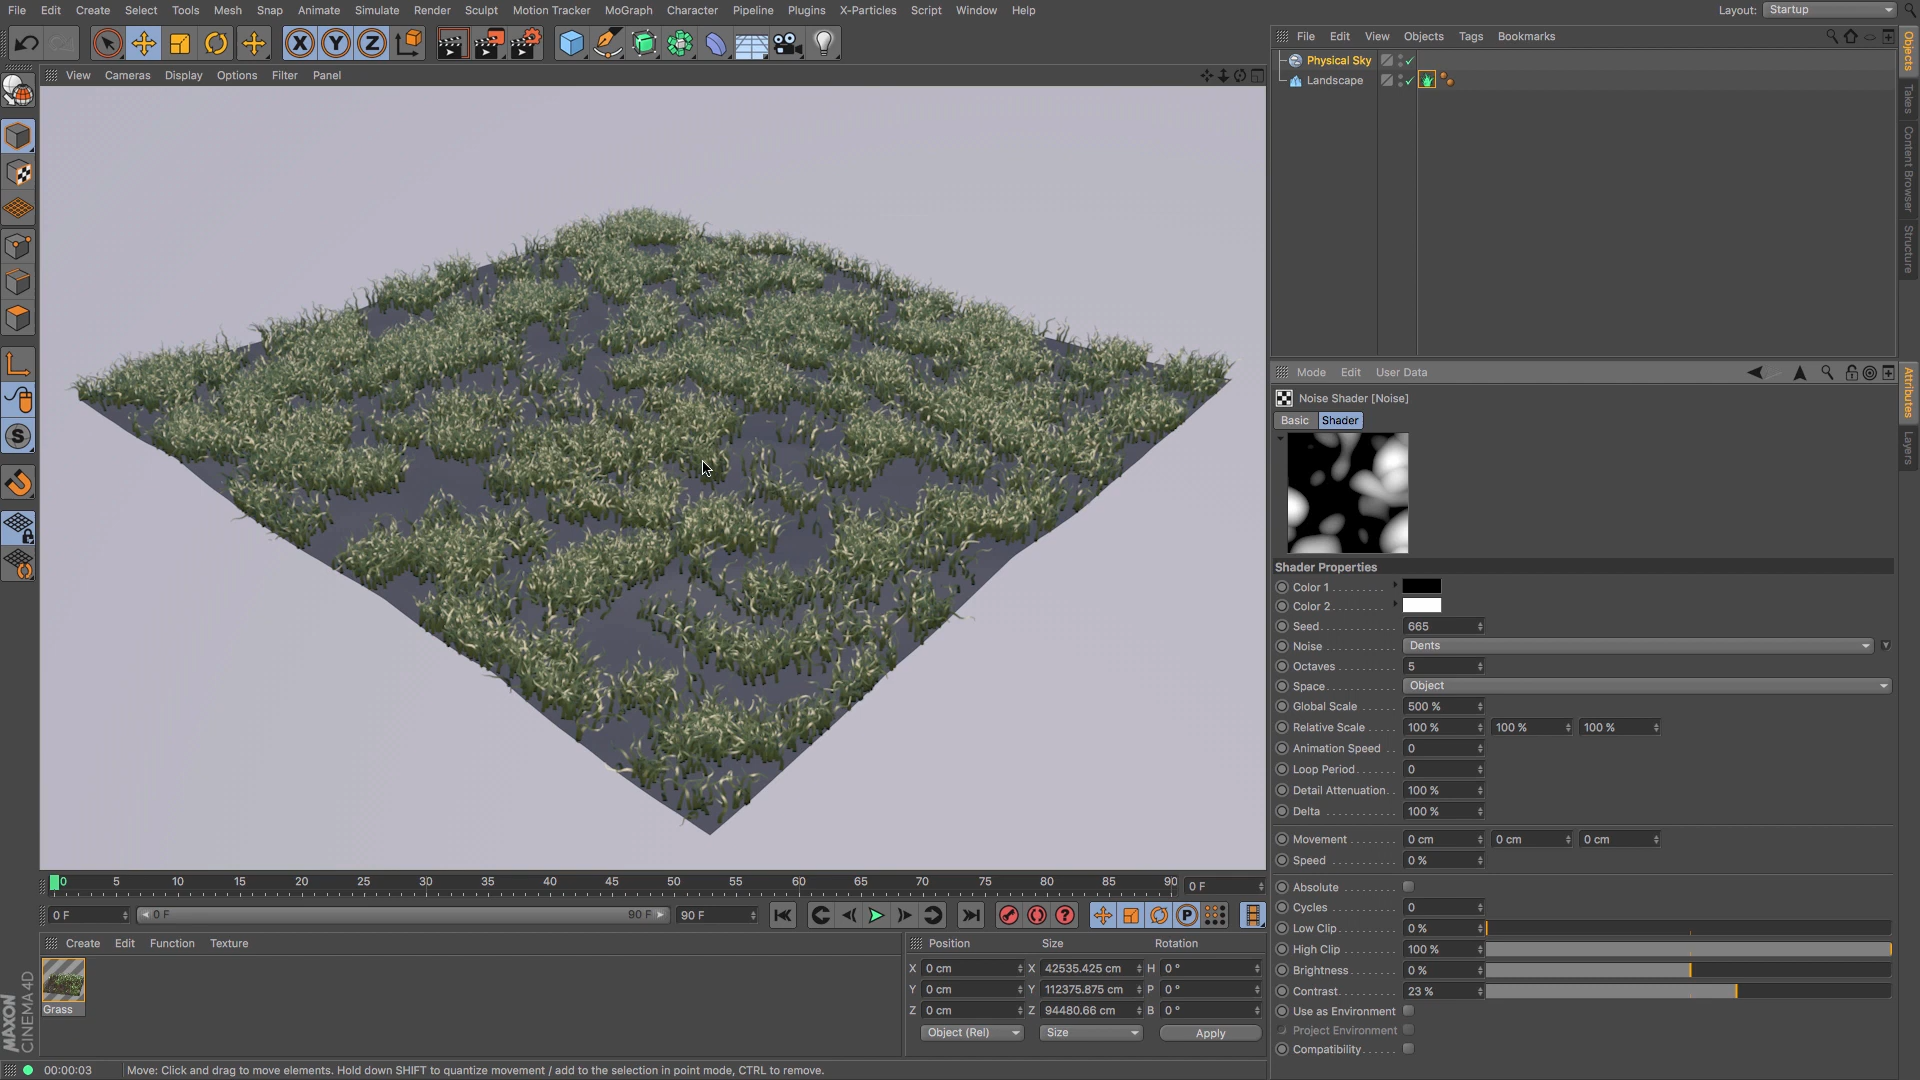 File Edit Create Select Tools Mesh Snap Animate Simulate Render Sculpt Motion Tracker MoGraph Character Pipeline Plugins X-Particles Script Window Help Layout: Startup
File Edit View Objects Tags Bookmarks
Objects
Takes
Content Browser
Structure
View Cameras Display Options Filter Panel
Physical Sky
Landscape
Mode Edit User Data
Attributes
Layers
Noise Shader [Noise]
Basic Shader
Shader Properties
Color 1
Color 2
Seed 665
Noise Dents
Octaves 5
Space Object
Global Scale 500 %
Relative Scale 100 % 100 % 100 %
Animation Speed 0
Loop Period 0
Detail Attenuation 100 %
Delta 100 %
Movement 0 cm 0 cm 0 cm
Speed 0 %
Absolute
Cycles 0
Low Clip 0 %
High Clip 100 %
Brightness 0 %
Contrast 23 %
Use as Environment
Project Environment
Compatibility
0 5 10 15 20 25 30 35 40 45 50 55 60 65 70 75 80 85 90 0 F
0 F 0 F 90 F 90 F
Create Edit Function Texture
Grass
Position Size Rotation
X 0 cm X 42535.425 cm H 0 °
Y 0 cm Y 112375.875 cm P 0 °
Z 0 cm Z 94480.66 cm B 0 °
Object (Rel) Size Apply
MAXON
CINEMA 4D
00:00:03 Move: Click and drag to move elements. Hold down SHIFT to quantize movement / add to the selection in point mode, CTRL to remove.